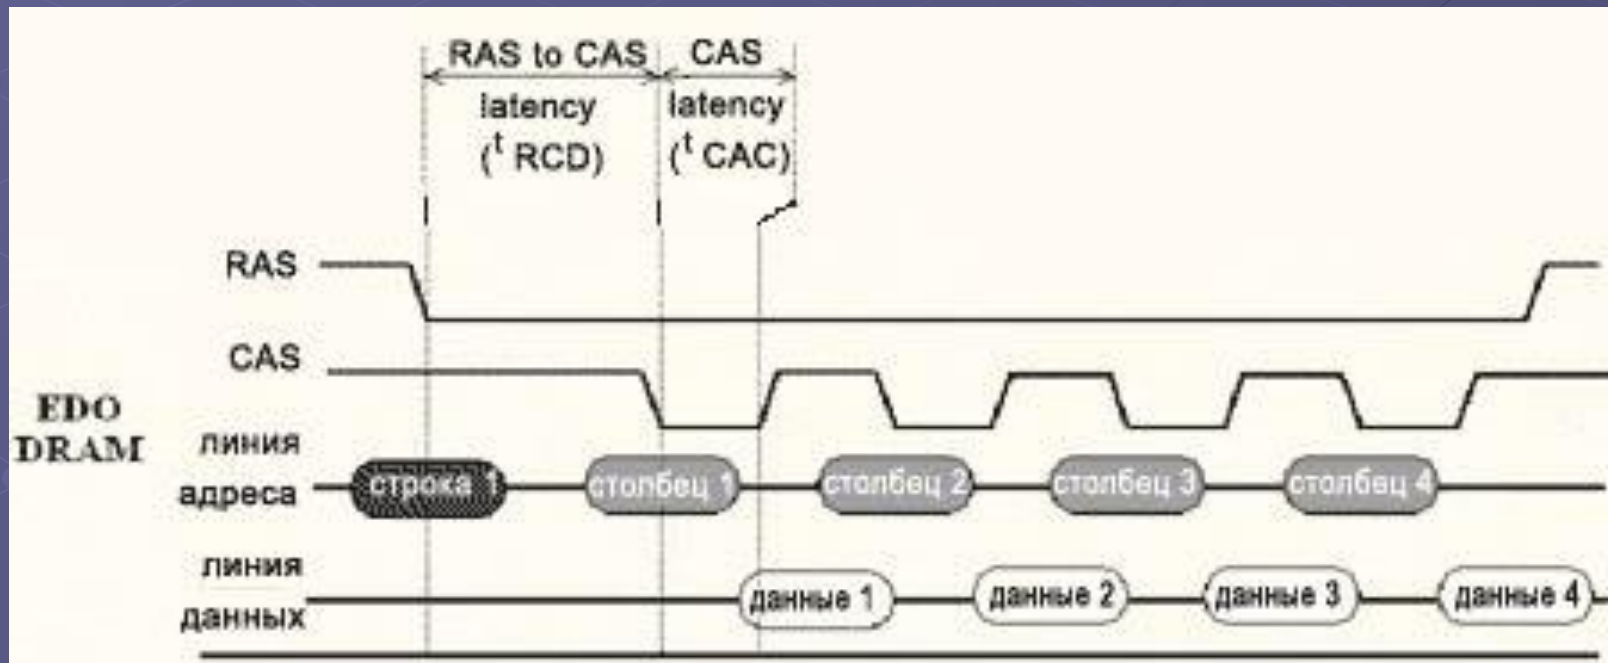 RAS to CAS CAS
latency latency
(t RCD) (t CAC)
RAS
CAS
EDO
DRAM
линия
адреса
строка 1 столбец 1 столбец 2 столбец 3 столбец 4
линия
данных
данные 1 данные 2 данные 3 данные 4